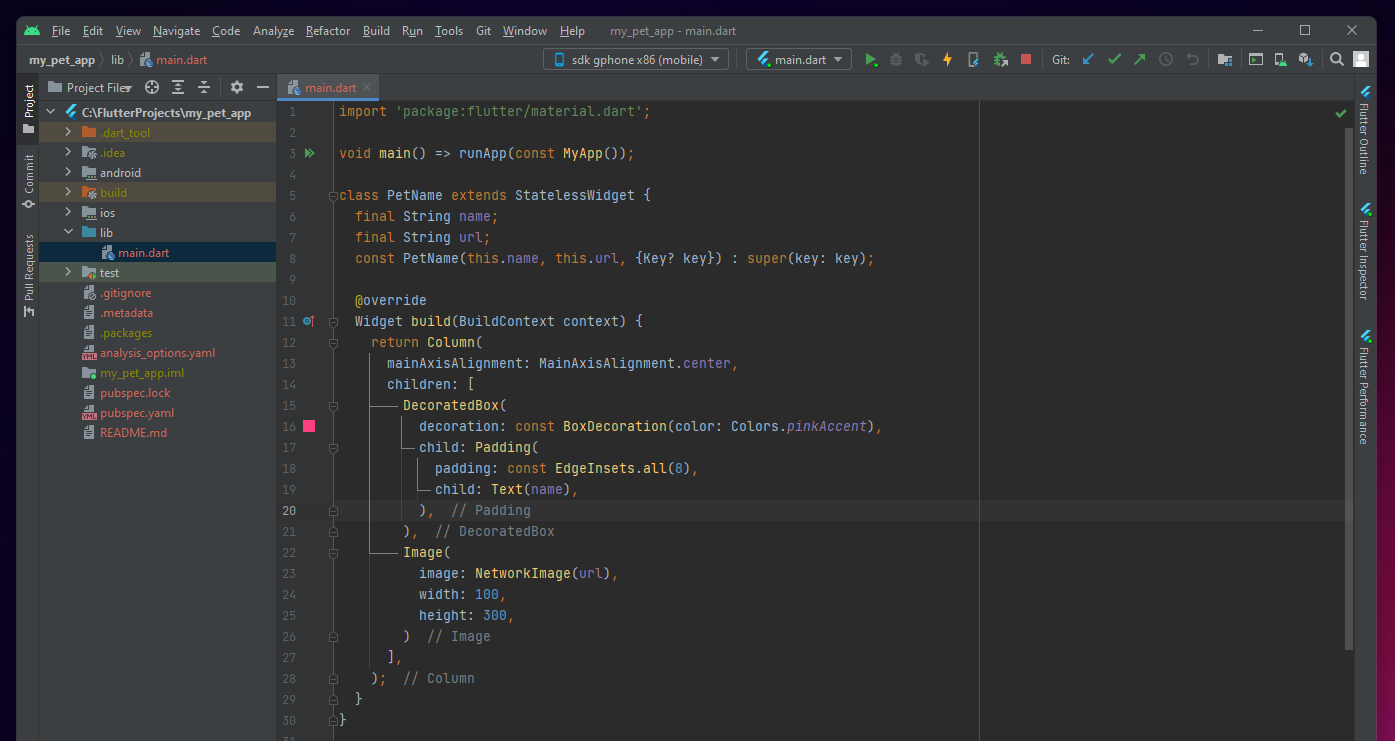 File Edit View Navigate Code Analyze Refactor Build Run Tools Git Window Help my_pet_app - main.dart
my_pet_app lib main.dart sdk gphone x86 (mobile) main.dart Git:
Project Project Files main.dart
C:\FlutterProjects\my_pet_app
.dart_tool
.idea
android
build
ios
lib
main.dart
test
.gitignore
.metadata
.packages
analysis_options.yaml
my_pet_app.iml
pubspec.lock
pubspec.yaml
README.md
Commit
Pull Requests
1 import 'package:flutter/material.dart';
2
3 void main() => runApp(const MyApp());
4
5 class PetName extends StatelessWidget {
6 final String name;
7 final String url;
8 const PetName(this.name, this.url, {Key? key}) : super(key: key);
9
10 @override
11 Widget build(BuildContext context) {
12 return Column(
13 mainAxisAlignment: MainAxisAlignment.center,
14 children: [
15 DecoratedBox(
16 decoration: const BoxDecoration(color: Colors.pinkAccent),
17 child: Padding(
18 padding: const EdgeInsets.all(8),
19 child: Text(name),
20 ), // Padding
21 ), // DecoratedBox
22 Image(
23 image: NetworkImage(url),
24 width: 100,
25 height: 300,
26 ) // Image
27 ],
28 ); // Column
29 }
30 }
31
Flutter Outline
Flutter Inspector
Flutter Performance